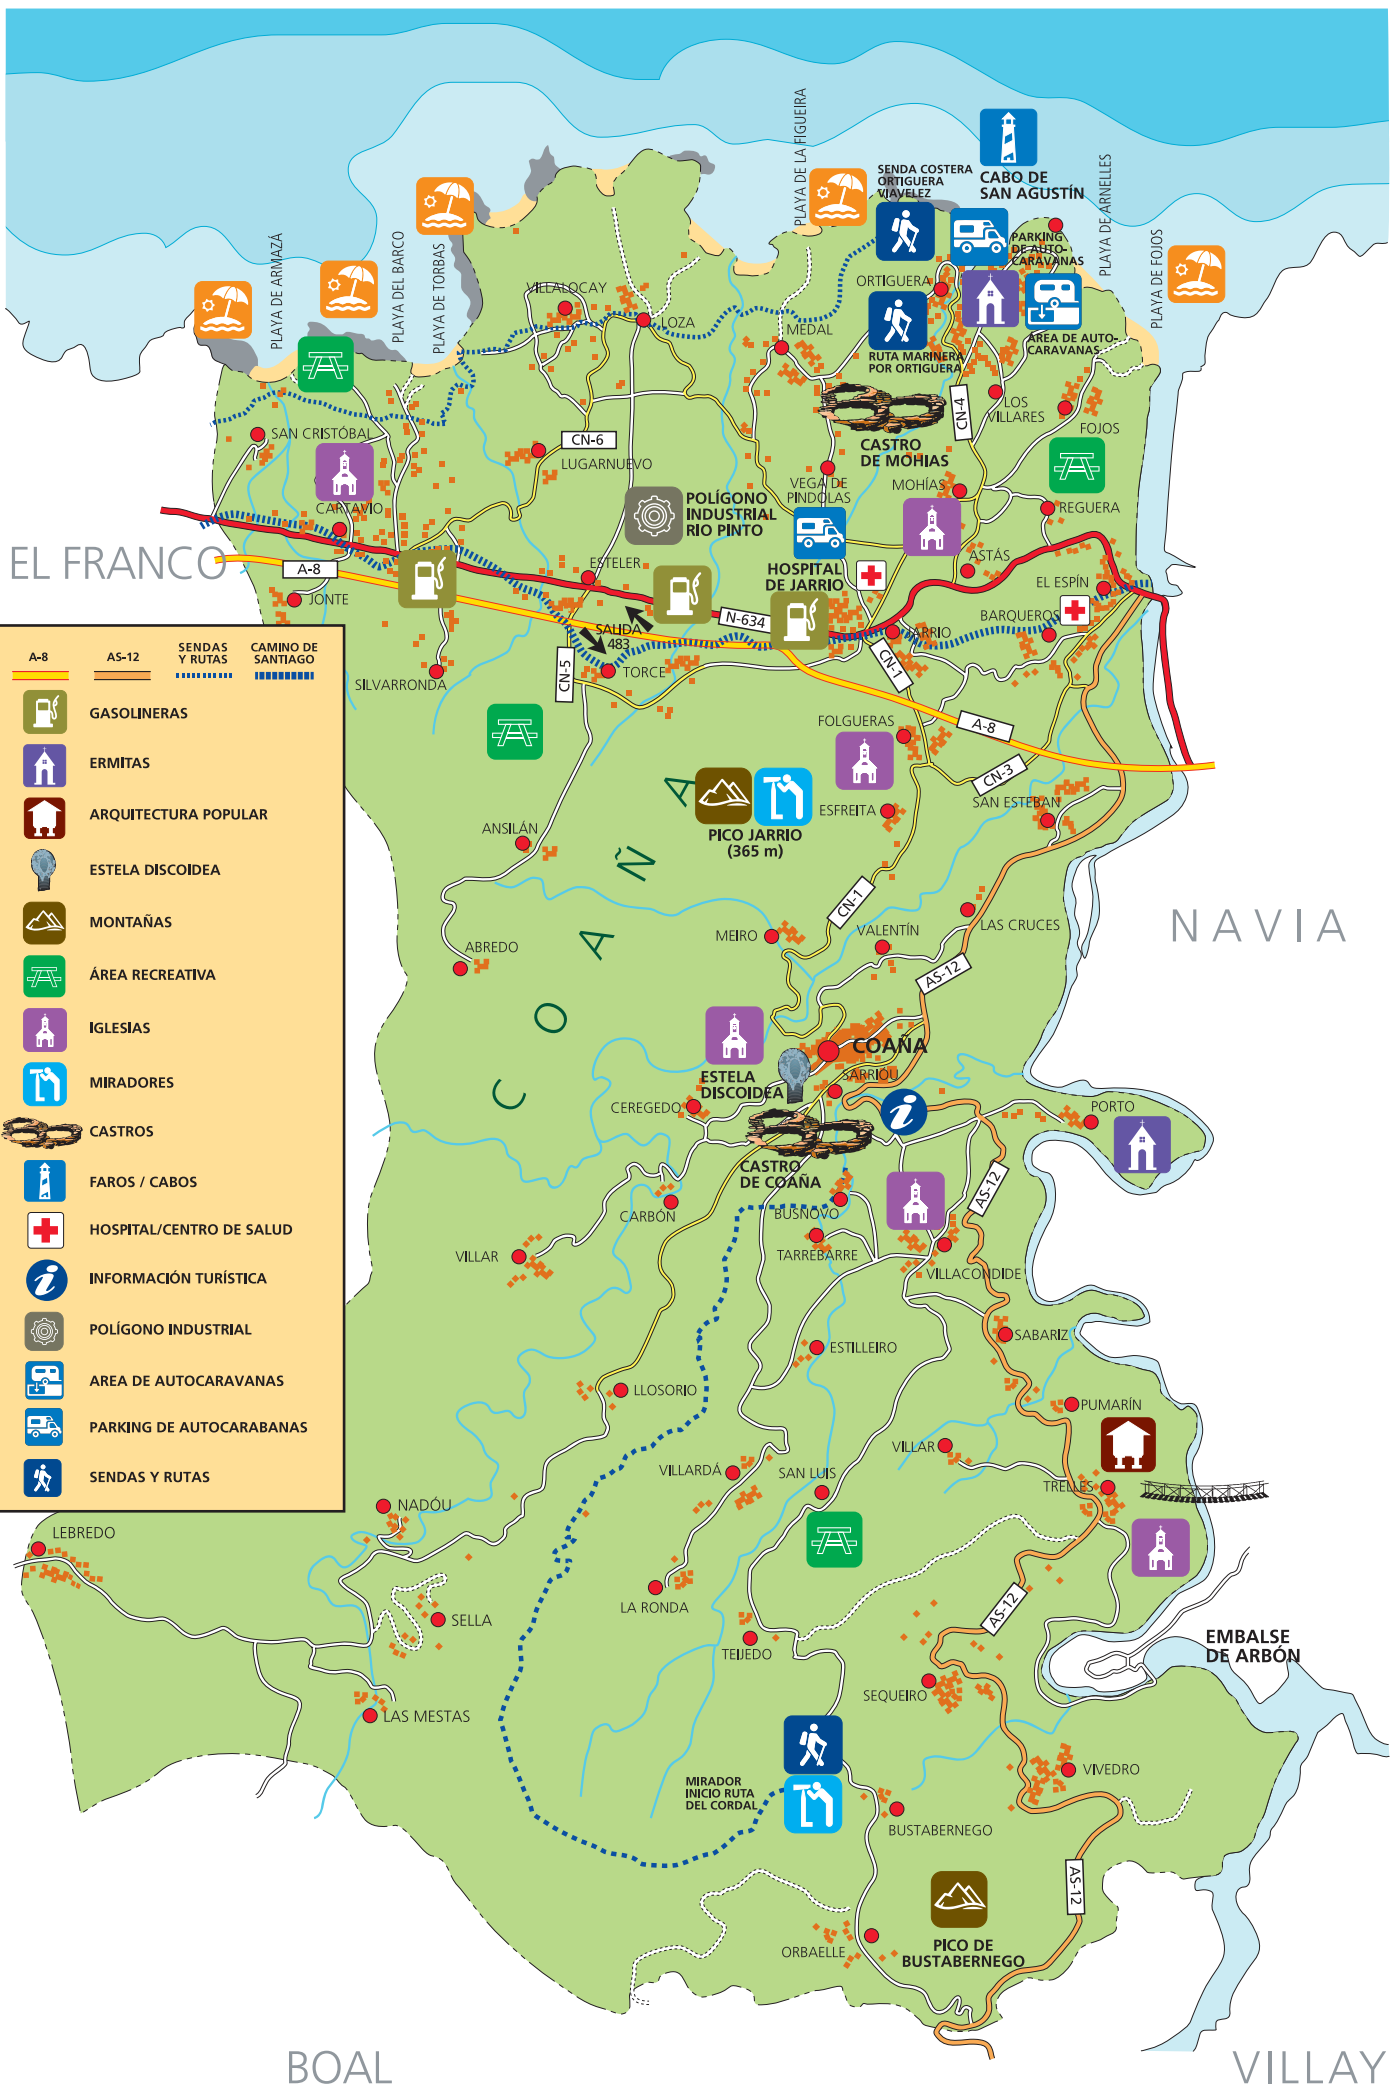 PLAYA DE ARMAZÁ
PLAYA DEL BARCO
PLAYA DE TORBAS
PLAYA DE LA FIGUEIRA
SENDA COSTERA
ORTIGUERA
VIAVELEZ
CABO DE
SAN AGUSTÍN
PLAYA DE ARNELLES
PLAYA DE FOJOS
PARKING
DE AUTO-
CARAVANAS
ORTIGUERA
VILLALOCAY
LOZA
MEDAL
RUTA MARINERA
POR ORTIGUERA
ÁREA DE AUTO-
CARAVANAS
LOS
VILLARES
CN-4
FOJOS
SAN CRISTÓBAL
CN-6
LUGARNUEVO
CASTRO
DE MOHIAS
VEGA DE
PINDOLAS
MOHÍAS
REGUERA
CARTAVIO
POLÍGONO
INDUSTRIAL
RIO PINTO
EL FRANCO
A-8
JONTE
ESTELER
HOSPITAL
DE JARRIO
ASTÁS
EL ESPÍN
BARQUEROS
N-634
SALIDA
483
JARRIO
TORCE
CN-5
SILVARRONDA
CN-1
FOLGUERAS
A-8
CN-3
SAN ESTEBAN
ESFREITA
PICO JARRIO
(365 m)
ANSILÁN
COAÑA
ABREDO
MEIRO
CN-1
VALENTÍN
LAS CRUCES
AS-12
NAVIA
COAÑA
SARRIÓU
ESTELA
DISCOIDEA
CEREGEDO
PORTO
CASTRO
DE COAÑA
AS-12
CARBÓN
BUSNOVO
VILLAR
TARREBARRE
VILLACONDIDE
SABARIZ
ESTILLEIRO
LLOSORIO
PUMARÍN
VILLAR
VILLARDÁ
SAN LUIS
TRELLES
NADÓU
LEBREDO
LA RONDA
SELLA
AS-12
TEIJEDO
EMBALSE
DE ARBÓN
SEQUEIRO
LAS MESTAS
VIVEDRO
MIRADOR
INICIO RUTA
DEL CORDAL
BUSTABERNEGO
AS-12
ORBAELLE
PICO DE
BUSTABERNEGO
BOAL
VILLAY
A-8
AS-12
SENDAS
Y RUTAS
CAMINO DE
SANTIAGO
GASOLINERAS
ERMITAS
ARQUITECTURA POPULAR
ESTELA DISCOIDEA
MONTAÑAS
ÁREA RECREATIVA
IGLESIAS
MIRADORES
CASTROS
FAROS / CABOS
HOSPITAL/CENTRO DE SALUD
i
INFORMACIÓN TURÍSTICA
POLÍGONO INDUSTRIAL
AREA DE AUTOCARAVANAS
PARKING DE AUTOCARABANAS
SENDAS Y RUTAS